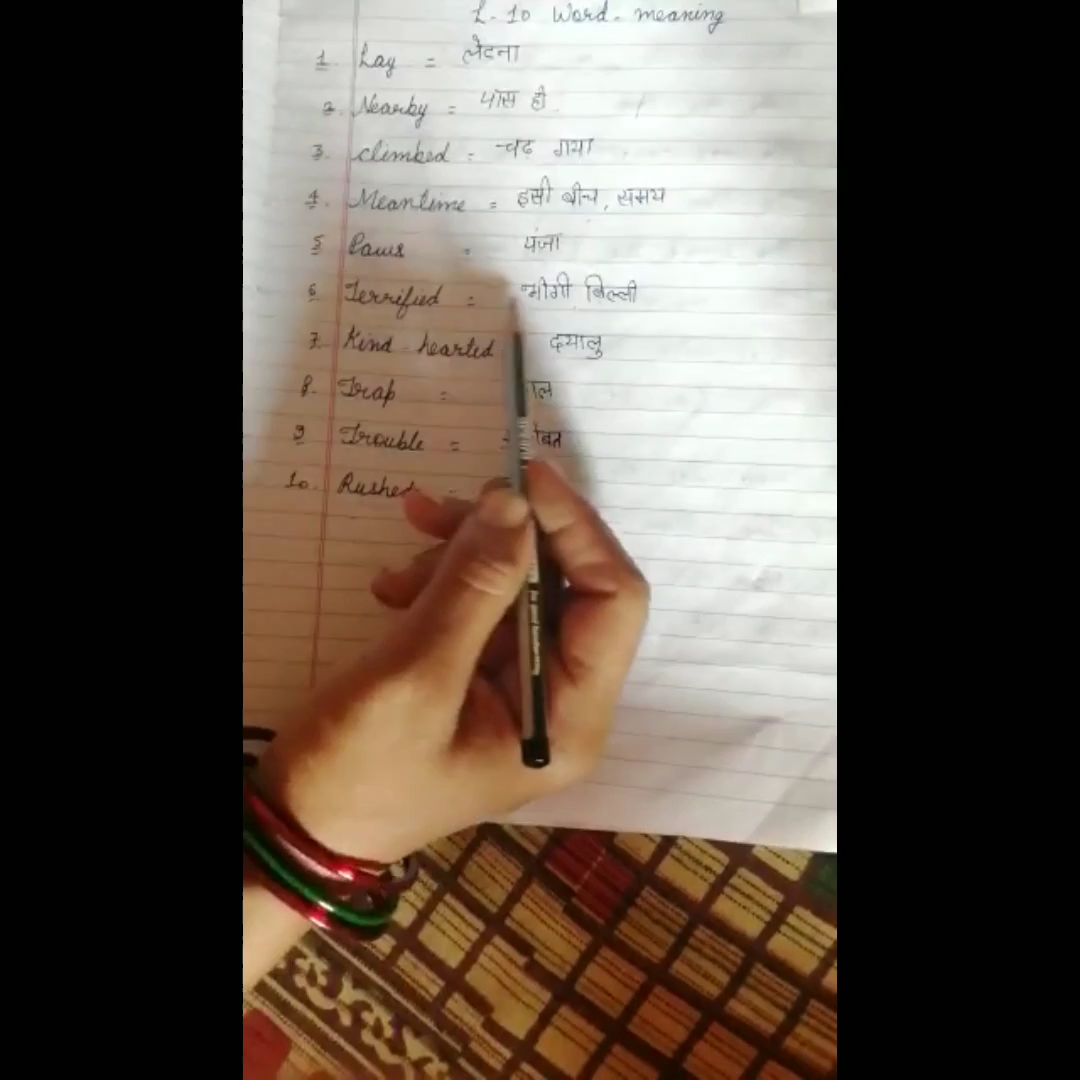 L-10 Word-meaning
1. Lay = लेटना
2. Nearby = पास ही
3. climbed = चढ़ गया
4. Meantime = इसी बीच, समय
5. Paws = पंजा
6. Terrified = भीगी बिल्ली
7. Kind hearted दयालु
8. Trap =
9. Trouble =
10. Rushed